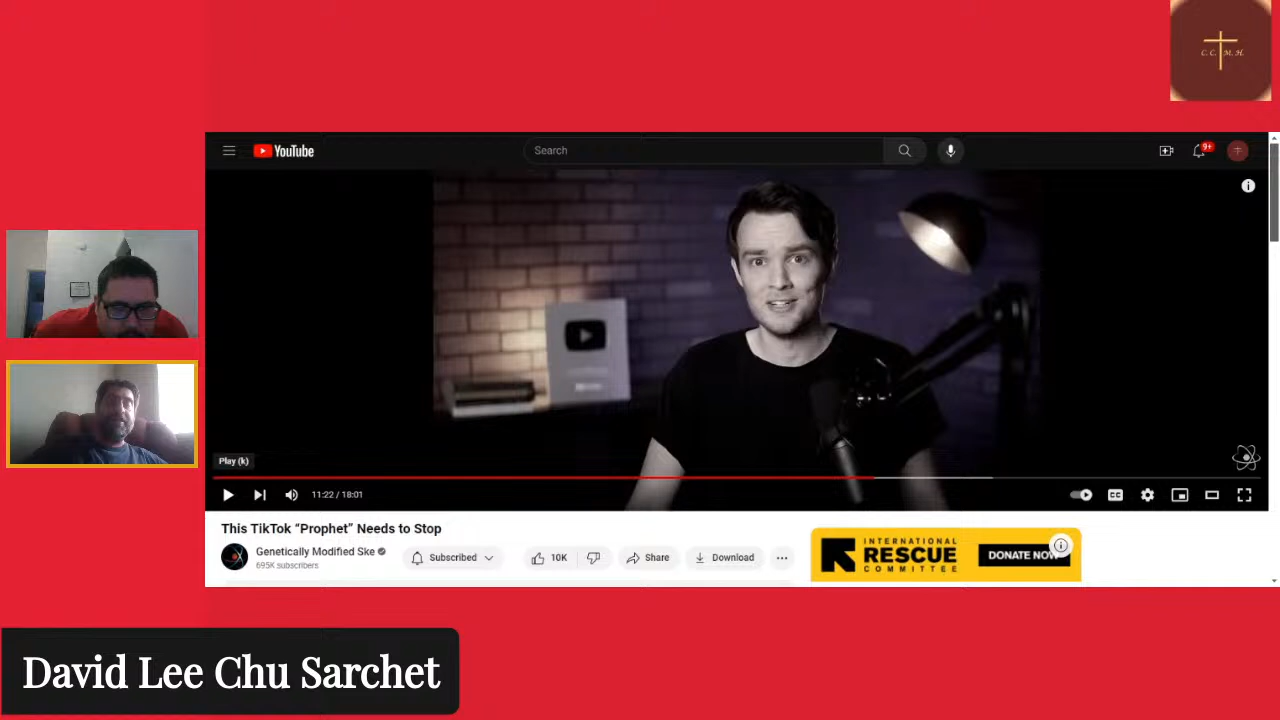 C. C. M. H.
YouTube
Search
9+
Play (k)
11:22 / 18:01
This TikTok “Prophet” Needs to Stop
Genetically Modified Ske
695K subscribers
Subscribed
10K
Share
Download
INTERNATIONAL
RESCUE
COMMITTEE
DONATE NOW
David Lee Chu Sarchet